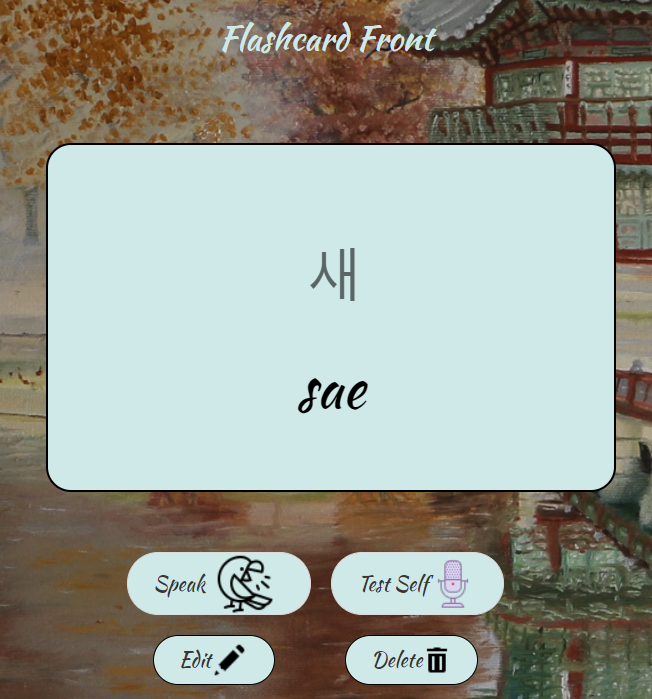 Flashcard Front
새
sae
Speak
Test Self
Edit
Delete